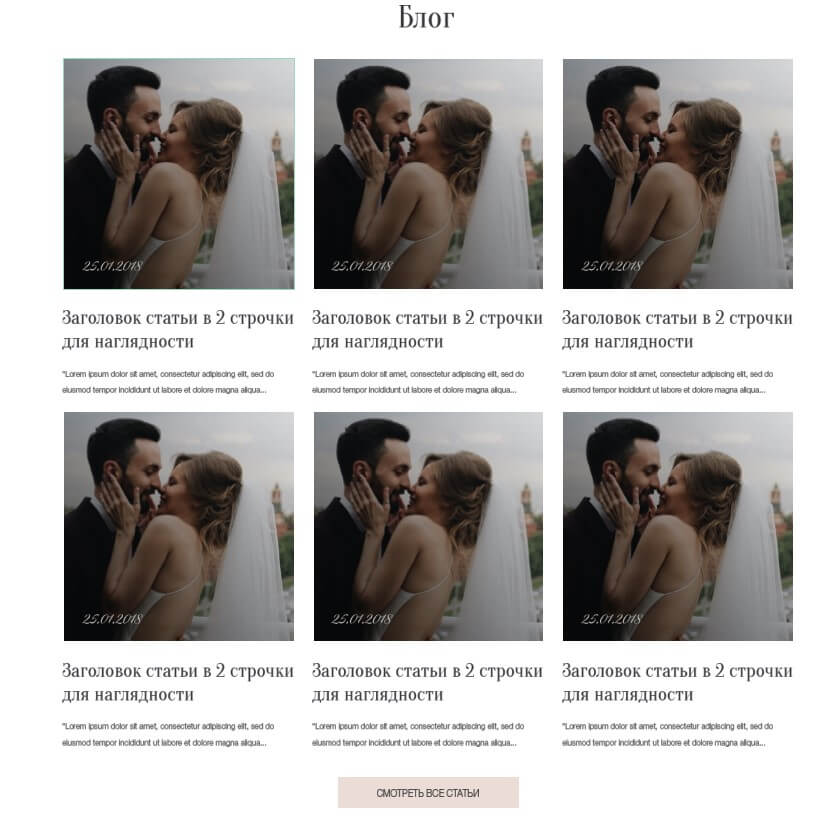 Блог
25.01.2018
25.01.2018
25.01.2018
Заголовок статьи в 2 строчки
для наглядности
Заголовок статьи в 2 строчки
для наглядности
Заголовок статьи в 2 строчки
для наглядности
"Lorem ipsum dolor sit amet, consectetur adipiscing elit, sed do
eiusmod tempor incididunt ut labore et dolore magna aliqua...
"Lorem ipsum dolor sit amet, consectetur adipiscing elit, sed do
eiusmod tempor incididunt ut labore et dolore magna aliqua...
"Lorem ipsum dolor sit amet, consectetur adipiscing elit, sed do
eiusmod tempor incididunt ut labore et dolore magna aliqua...
25.01.2018
25.01.2018
25.01.2018
Заголовок статьи в 2 строчки
для наглядности
Заголовок статьи в 2 строчки
для наглядности
Заголовок статьи в 2 строчки
для наглядности
"Lorem ipsum dolor sit amet, consectetur adipiscing elit, sed do
eiusmod tempor incididunt ut labore et dolore magna aliqua...
"Lorem ipsum dolor sit amet, consectetur adipiscing elit, sed do
eiusmod tempor incididunt ut labore et dolore magna aliqua...
"Lorem ipsum dolor sit amet, consectetur adipiscing elit, sed do
eiusmod tempor incididunt ut labore et dolore magna aliqua...
СМОТРЕТЬ ВСЕ СТАТЬИ